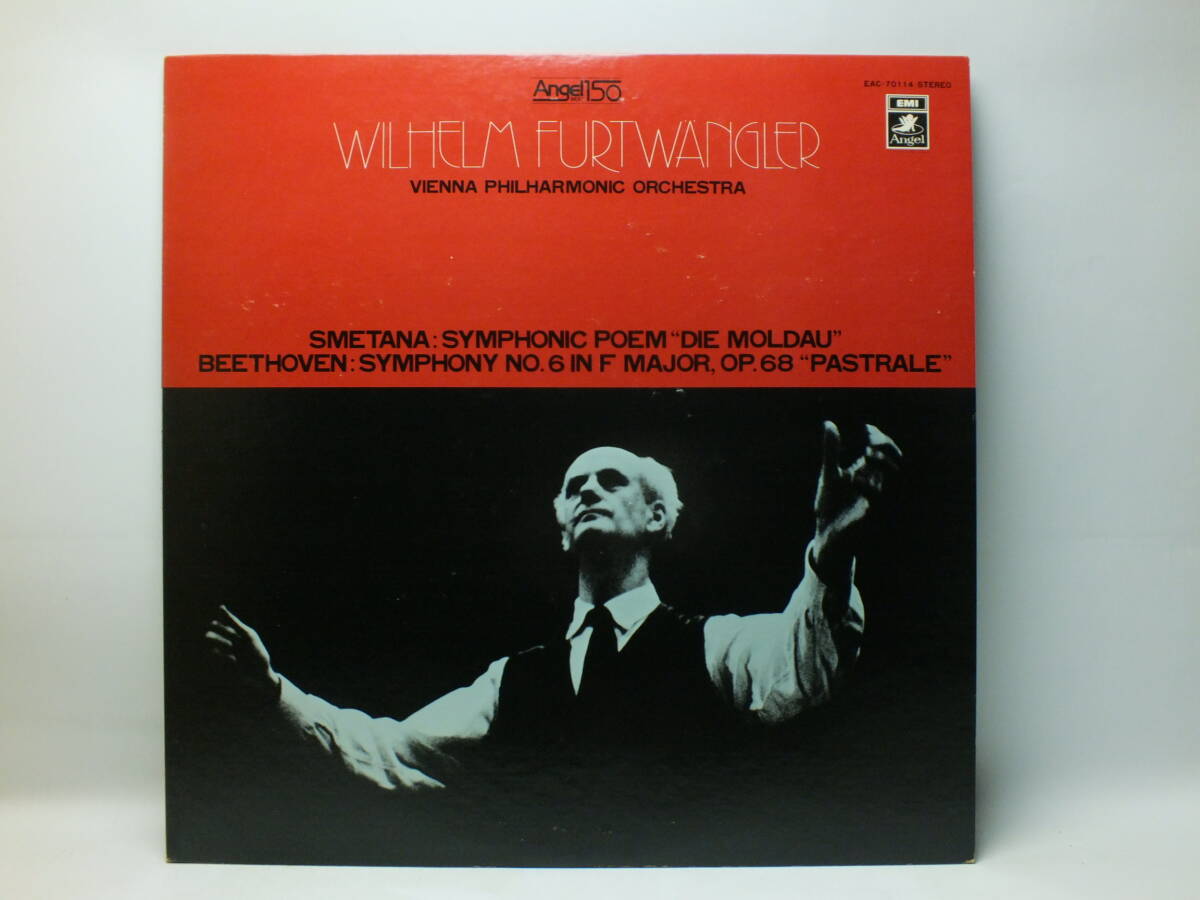 Angel 150
EAC-70114 STEREO
EMI
Angel
WILHELM FURTWÄNGLER
VIENNA PHILHARMONIC ORCHESTRA
SMETANA: SYMPHONIC POEM “DIE MOLDAU”
BEETHOVEN: SYMPHONY NO. 6 IN F MAJOR, OP. 68 “PASTRALE”